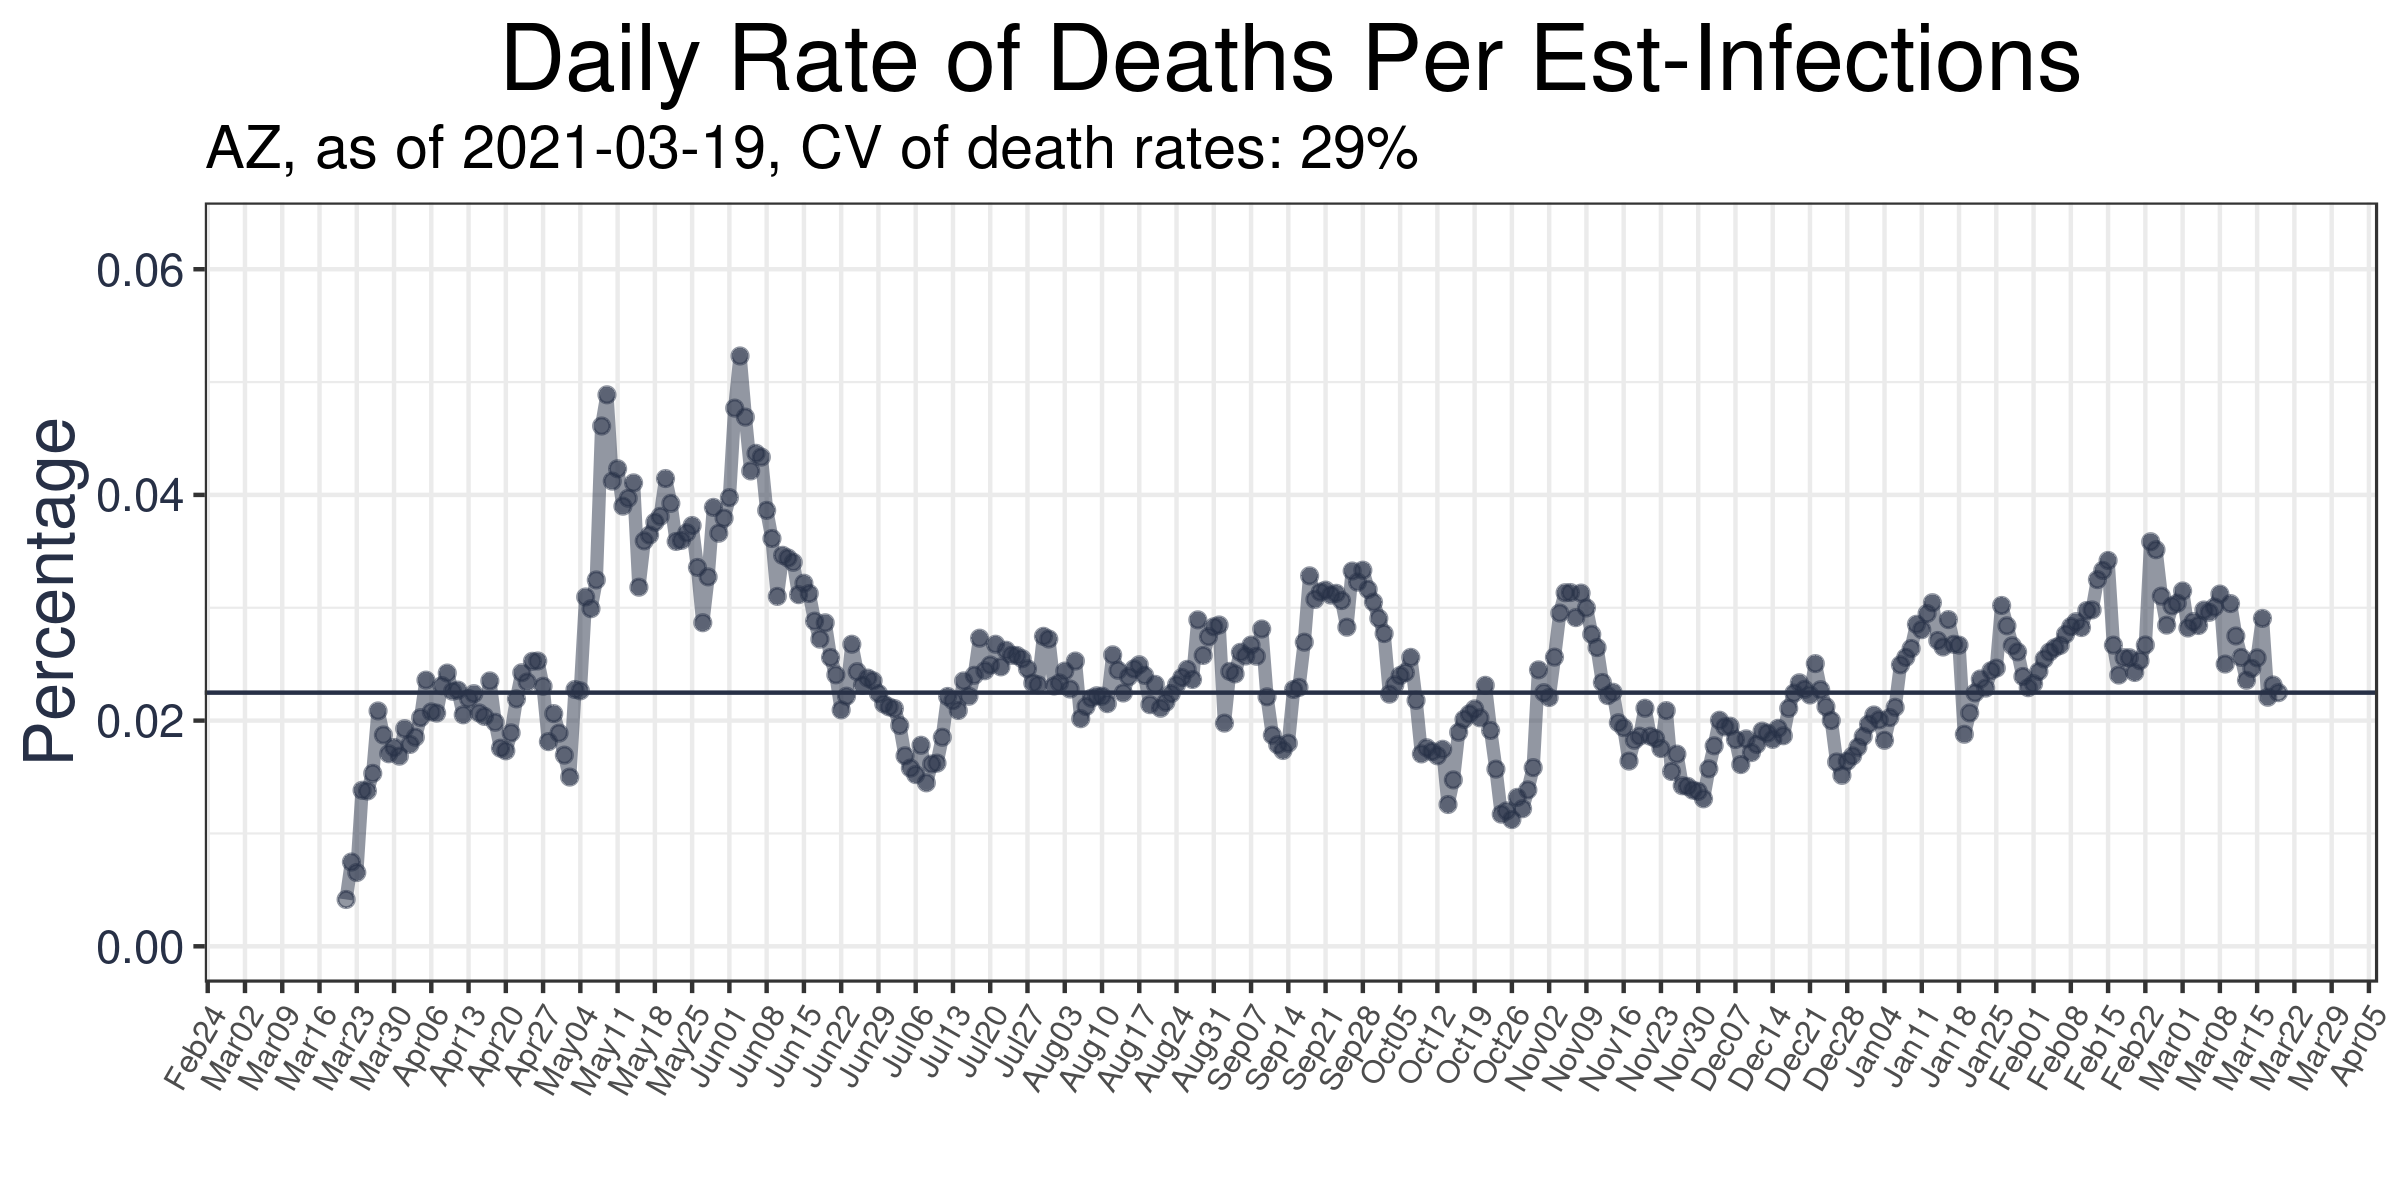 Daily Rate of Deaths Per Est-Infections
AZ, as of 2021-03-19, CV of death rates: 29%
Percentage
0.06
0.04
0.02
0.00
Feb24
Mar02
Mar09
Mar16
Mar23
Mar30
Apr06
Apr13
Apr20
Apr27
May04
May11
May18
May25
Jun01
Jun08
Jun15
Jun22
Jun29
Jul06
Jul13
Jul20
Jul27
Aug03
Aug10
Aug17
Aug24
Aug31
Sep07
Sep14
Sep21
Sep28
Oct05
Oct12
Oct19
Oct26
Nov02
Nov09
Nov16
Nov23
Nov30
Dec07
Dec14
Dec21
Dec28
Jan04
Jan11
Jan18
Jan25
Feb01
Feb08
Feb15
Feb22
Mar01
Mar08
Mar15
Mar22
Mar29
Apr05